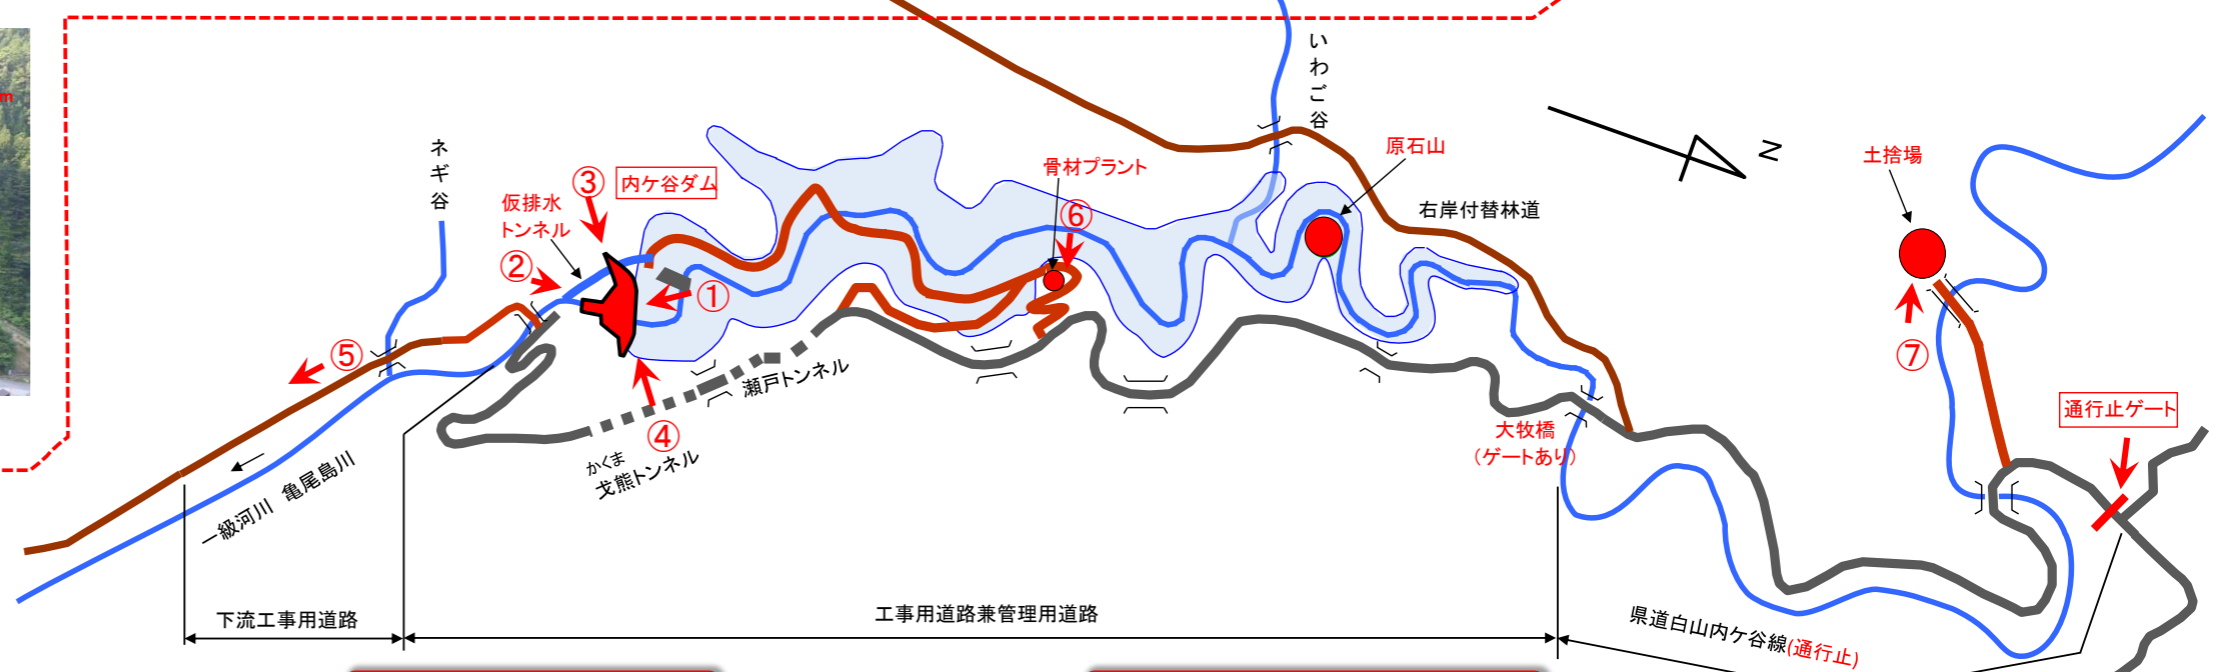 m
いわご谷
ネギ谷
③
内ケ谷ダム
仮排水
トンネル
②
①
骨材プラント
⑥
原石山
右岸付替林道
N
土捨場
⑦
通行止ゲート
⑤
瀬戸トンネル
④
かくま
戈熊トンネル
大牧橋
（ゲートあり）
一級河川 亀尾島川
下流工事用道路
工事用道路兼管理用道路
県道白山内ケ谷線(通行止)